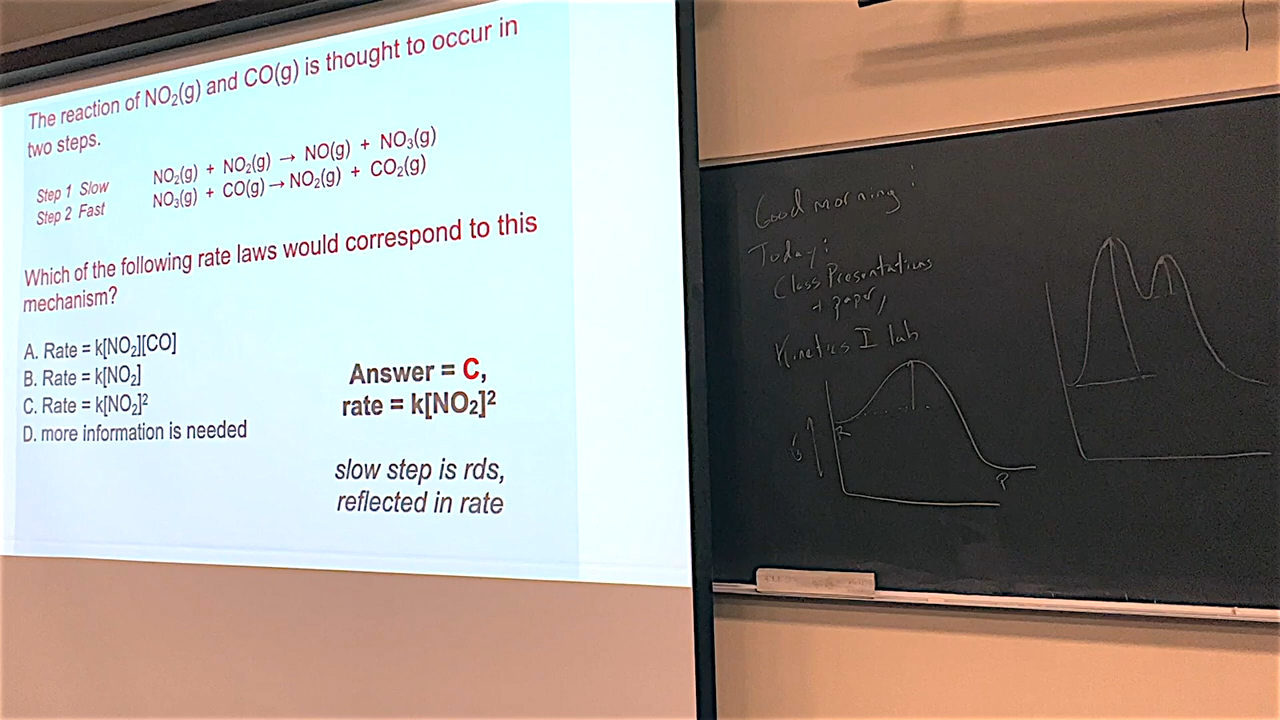 The reaction of NO₂(g) and CO(g) is thought to occur in
two steps.
Step 1 Slow NO₂(g) + NO₂(g) → NO(g) + NO₃(g)
Step 2 Fast NO₃(g) + CO(g) → NO₂(g) + CO₂(g)
Which of the following rate laws would correspond to this
mechanism?
A. Rate = k[NO₂][CO]
B. Rate = k[NO₂]
C. Rate = k[NO₂]²
D. more information is needed
Answer = C,
rate = k[NO₂]²
slow step is rds,
reflected in rate
Good morning!
Today:
Class Presentations
+ paper,
Kinetics I lab
R
P